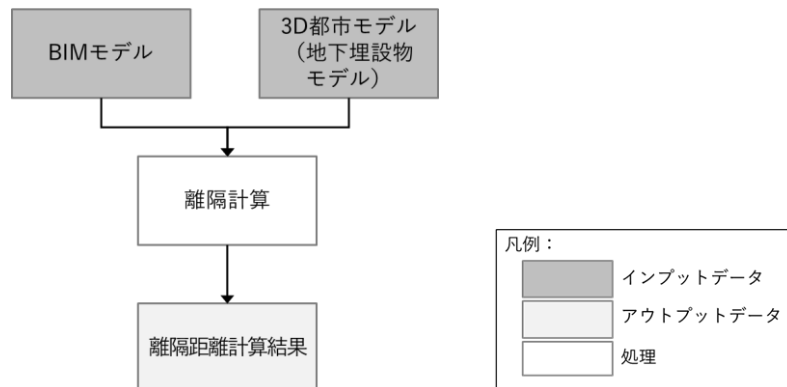 BIMモデル
3D都市モデル
（地下埋設物
モデル）
離隔計算
離隔距離計算結果
凡例：
インプットデータ
アウトプットデータ
処理